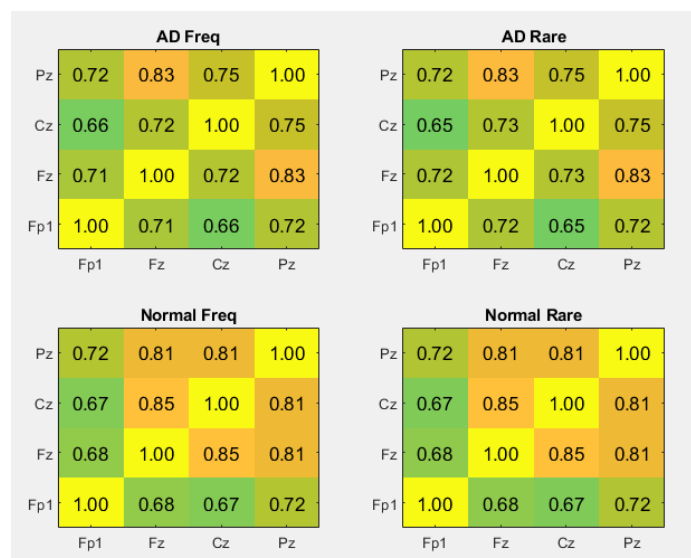 AD Freq
Pz 0.72 0.83 0.75 1.00
Cz 0.66 0.72 1.00 0.75
Fz 0.71 1.00 0.72 0.83
Fp1 1.00 0.71 0.66 0.72
Fp1 Fz Cz Pz
AD Rare
Pz 0.72 0.83 0.75 1.00
Cz 0.65 0.73 1.00 0.75
Fz 0.72 1.00 0.73 0.83
Fp1 1.00 0.72 0.65 0.72
Fp1 Fz Cz Pz
Normal Freq
Pz 0.72 0.81 0.81 1.00
Cz 0.67 0.85 1.00 0.81
Fz 0.68 1.00 0.85 0.81
Fp1 1.00 0.68 0.67 0.72
Fp1 Fz Cz Pz
Normal Rare
Pz 0.72 0.81 0.81 1.00
Cz 0.67 0.85 1.00 0.81
Fz 0.68 1.00 0.85 0.81
Fp1 1.00 0.68 0.67 0.72
Fp1 Fz Cz Pz